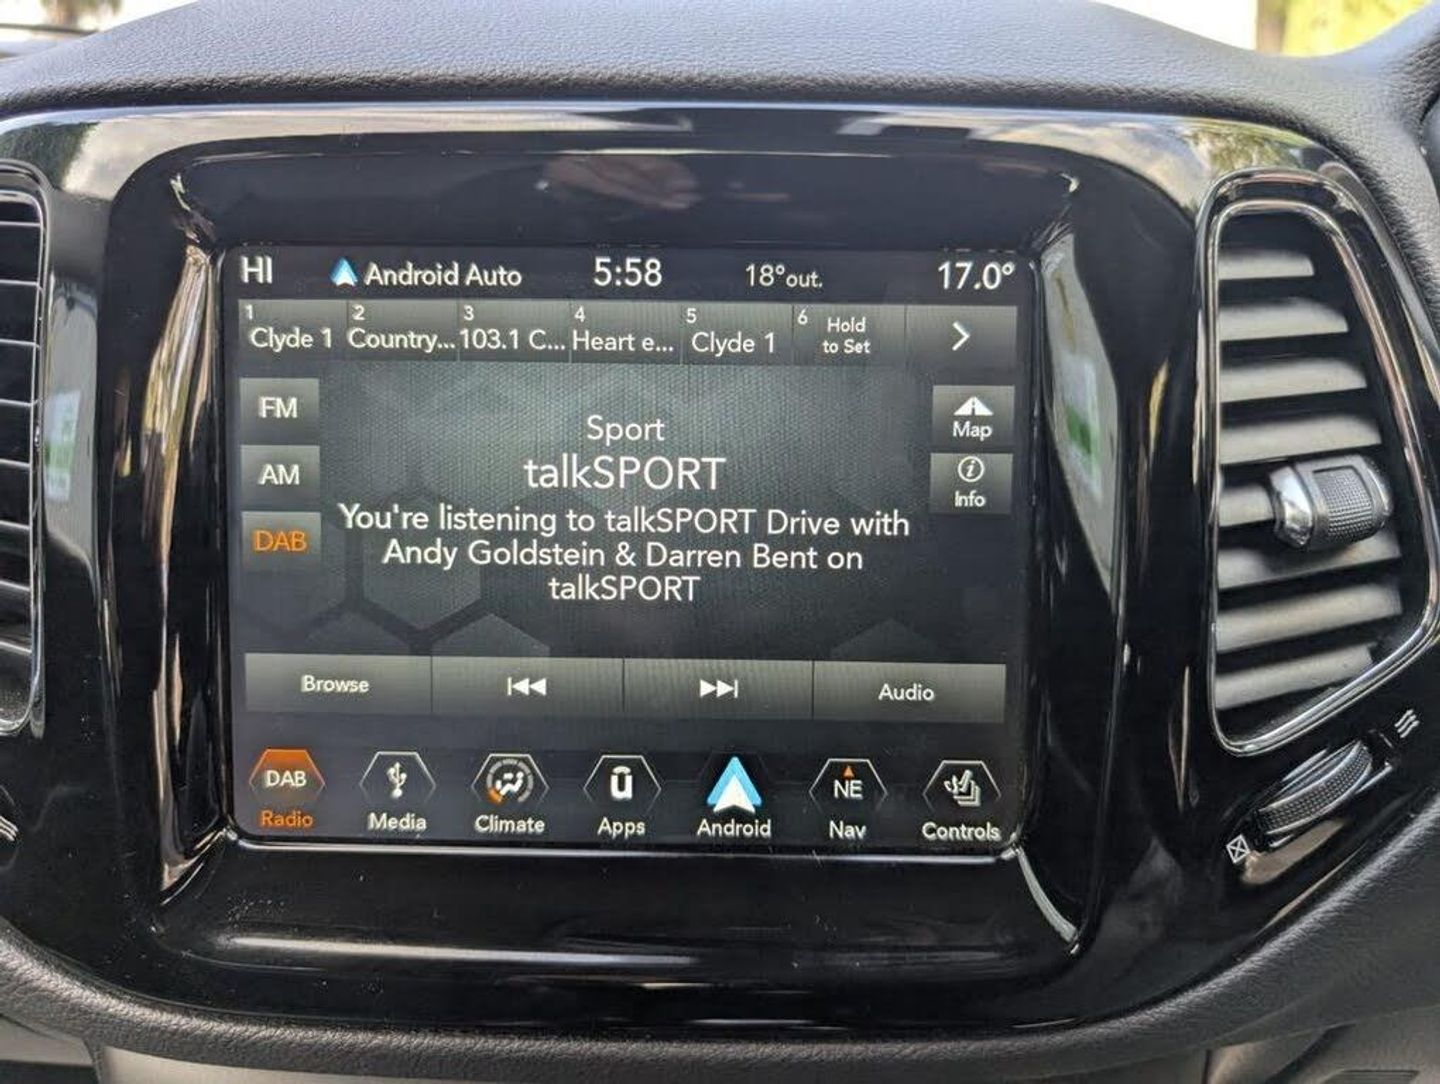 HI Android Auto 5:58 18°out. 17.0°
1 Clyde 1 2 Country... 3 103.1 C... 4 Heart e... 5 Clyde 1 6 Hold
to Set
FM
AM
DAB
Sport
talkSPORT
You're listening to talkSPORT Drive with
Andy Goldstein & Darren Bent on
talkSPORT
Map
Info
Browse Audio
DAB NE
Radio Media Climate Apps Android Nav Controls